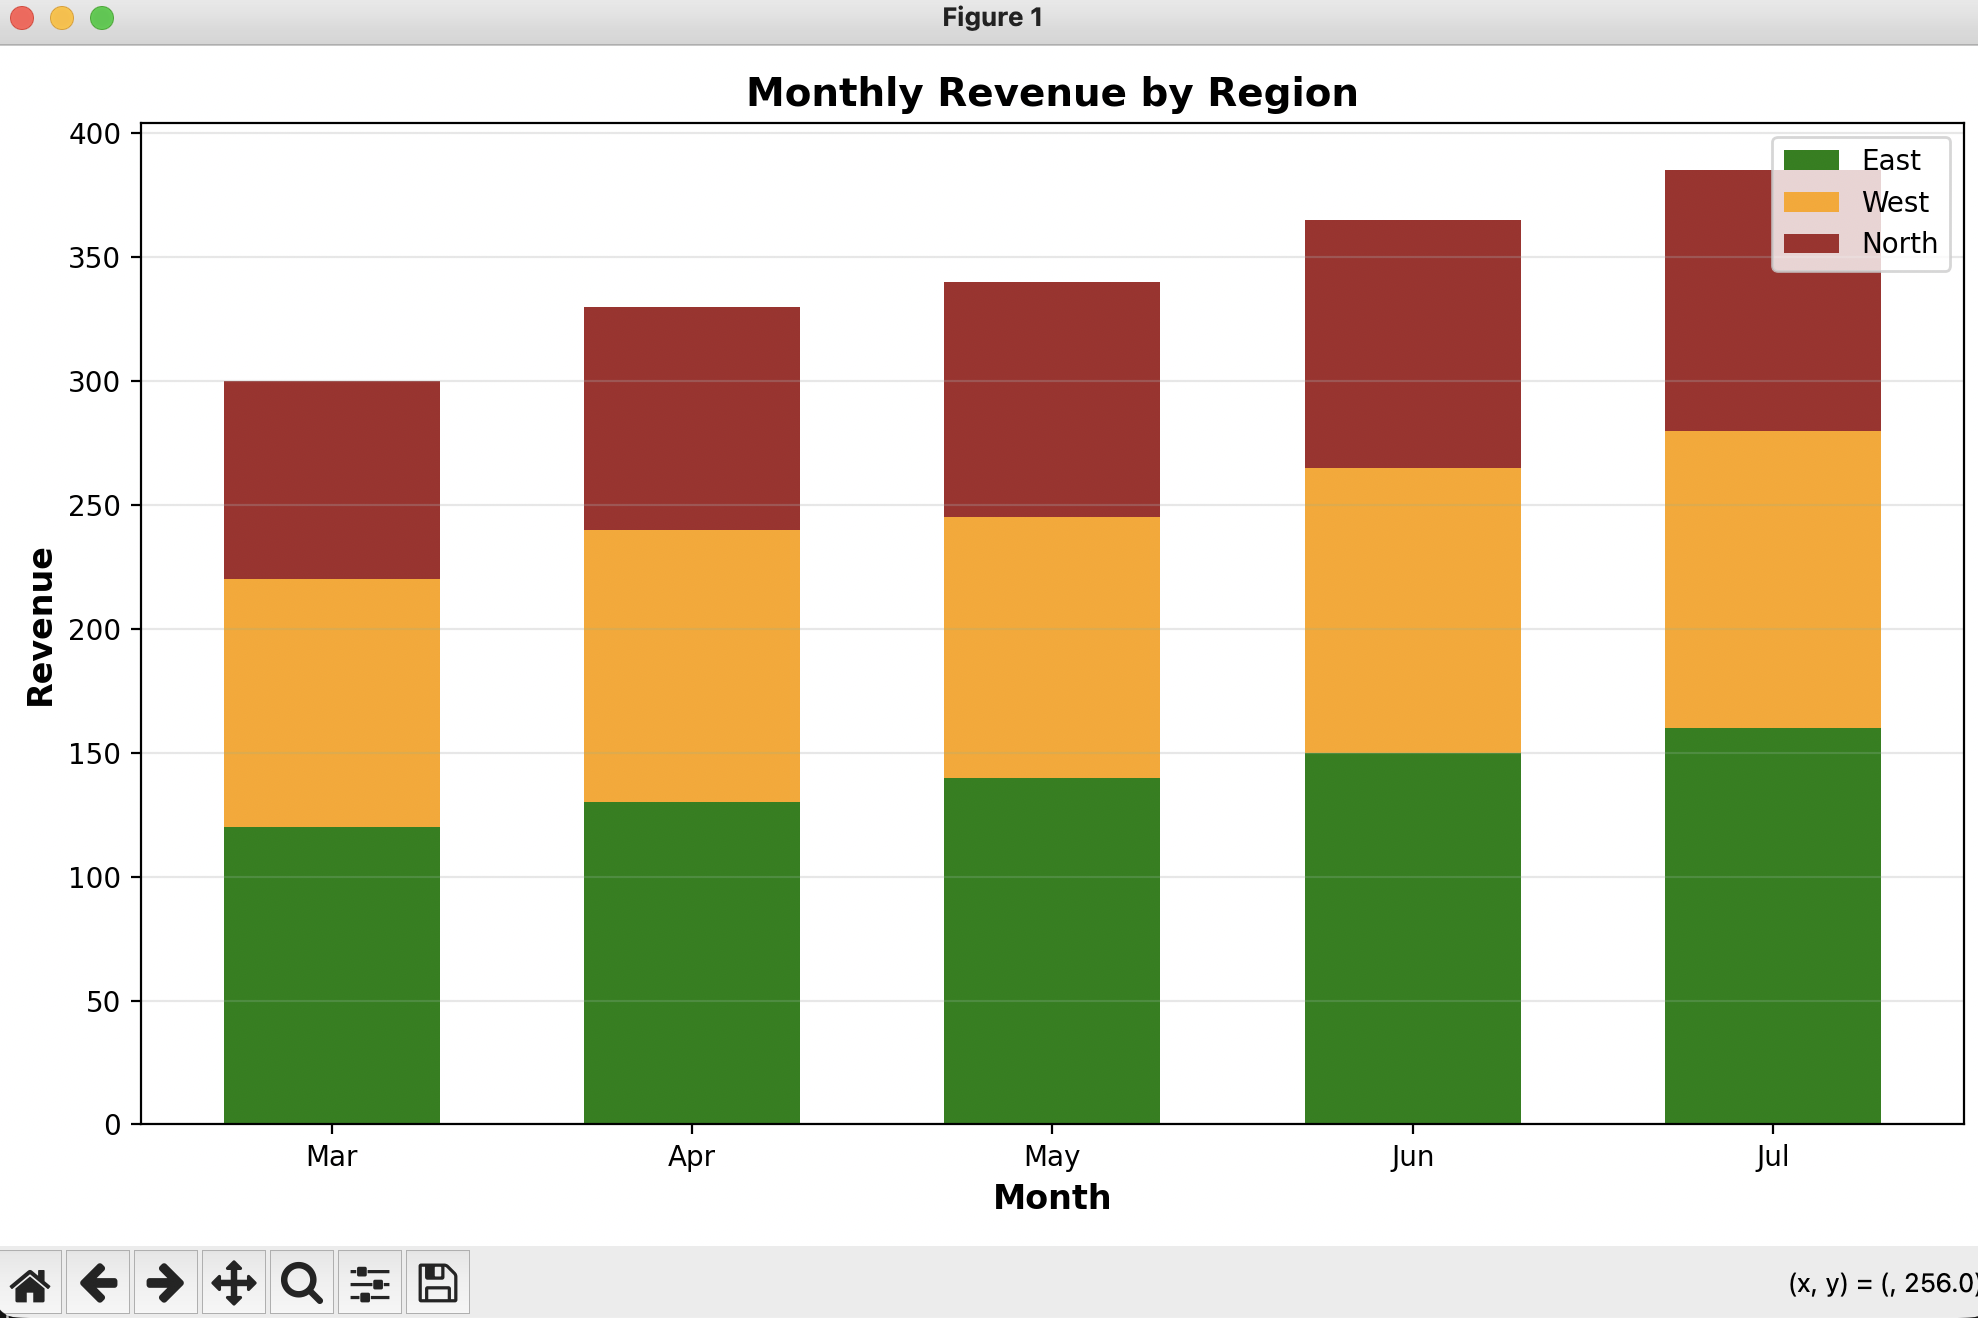 Figure 1
Monthly Revenue by Region
400
350
300
250
200
150
100
50
0
Revenue
East
West
North
Mar Apr May Jun Jul
Month
(x, y) = (, 256.0)